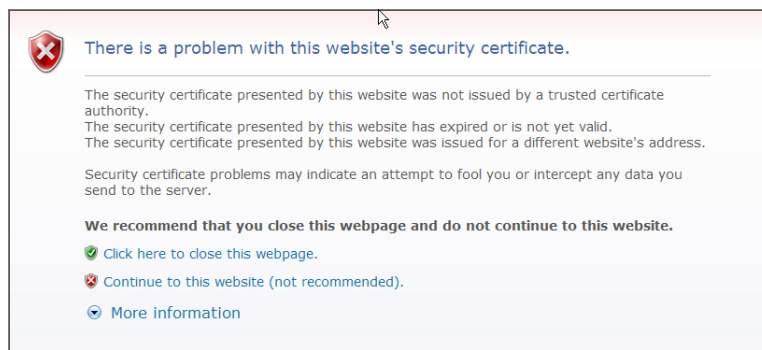 There is a problem with this website's security certificate.
The security certificate presented by this website was not issued by a trusted certificate
authority.
The security certificate presented by this website has expired or is not yet valid.
The security certificate presented by this website was issued for a different website's address.
Security certificate problems may indicate an attempt to fool you or intercept any data you
send to the server.
We recommend that you close this webpage and do not continue to this website.
Click here to close this webpage.
Continue to this website (not recommended).
More information